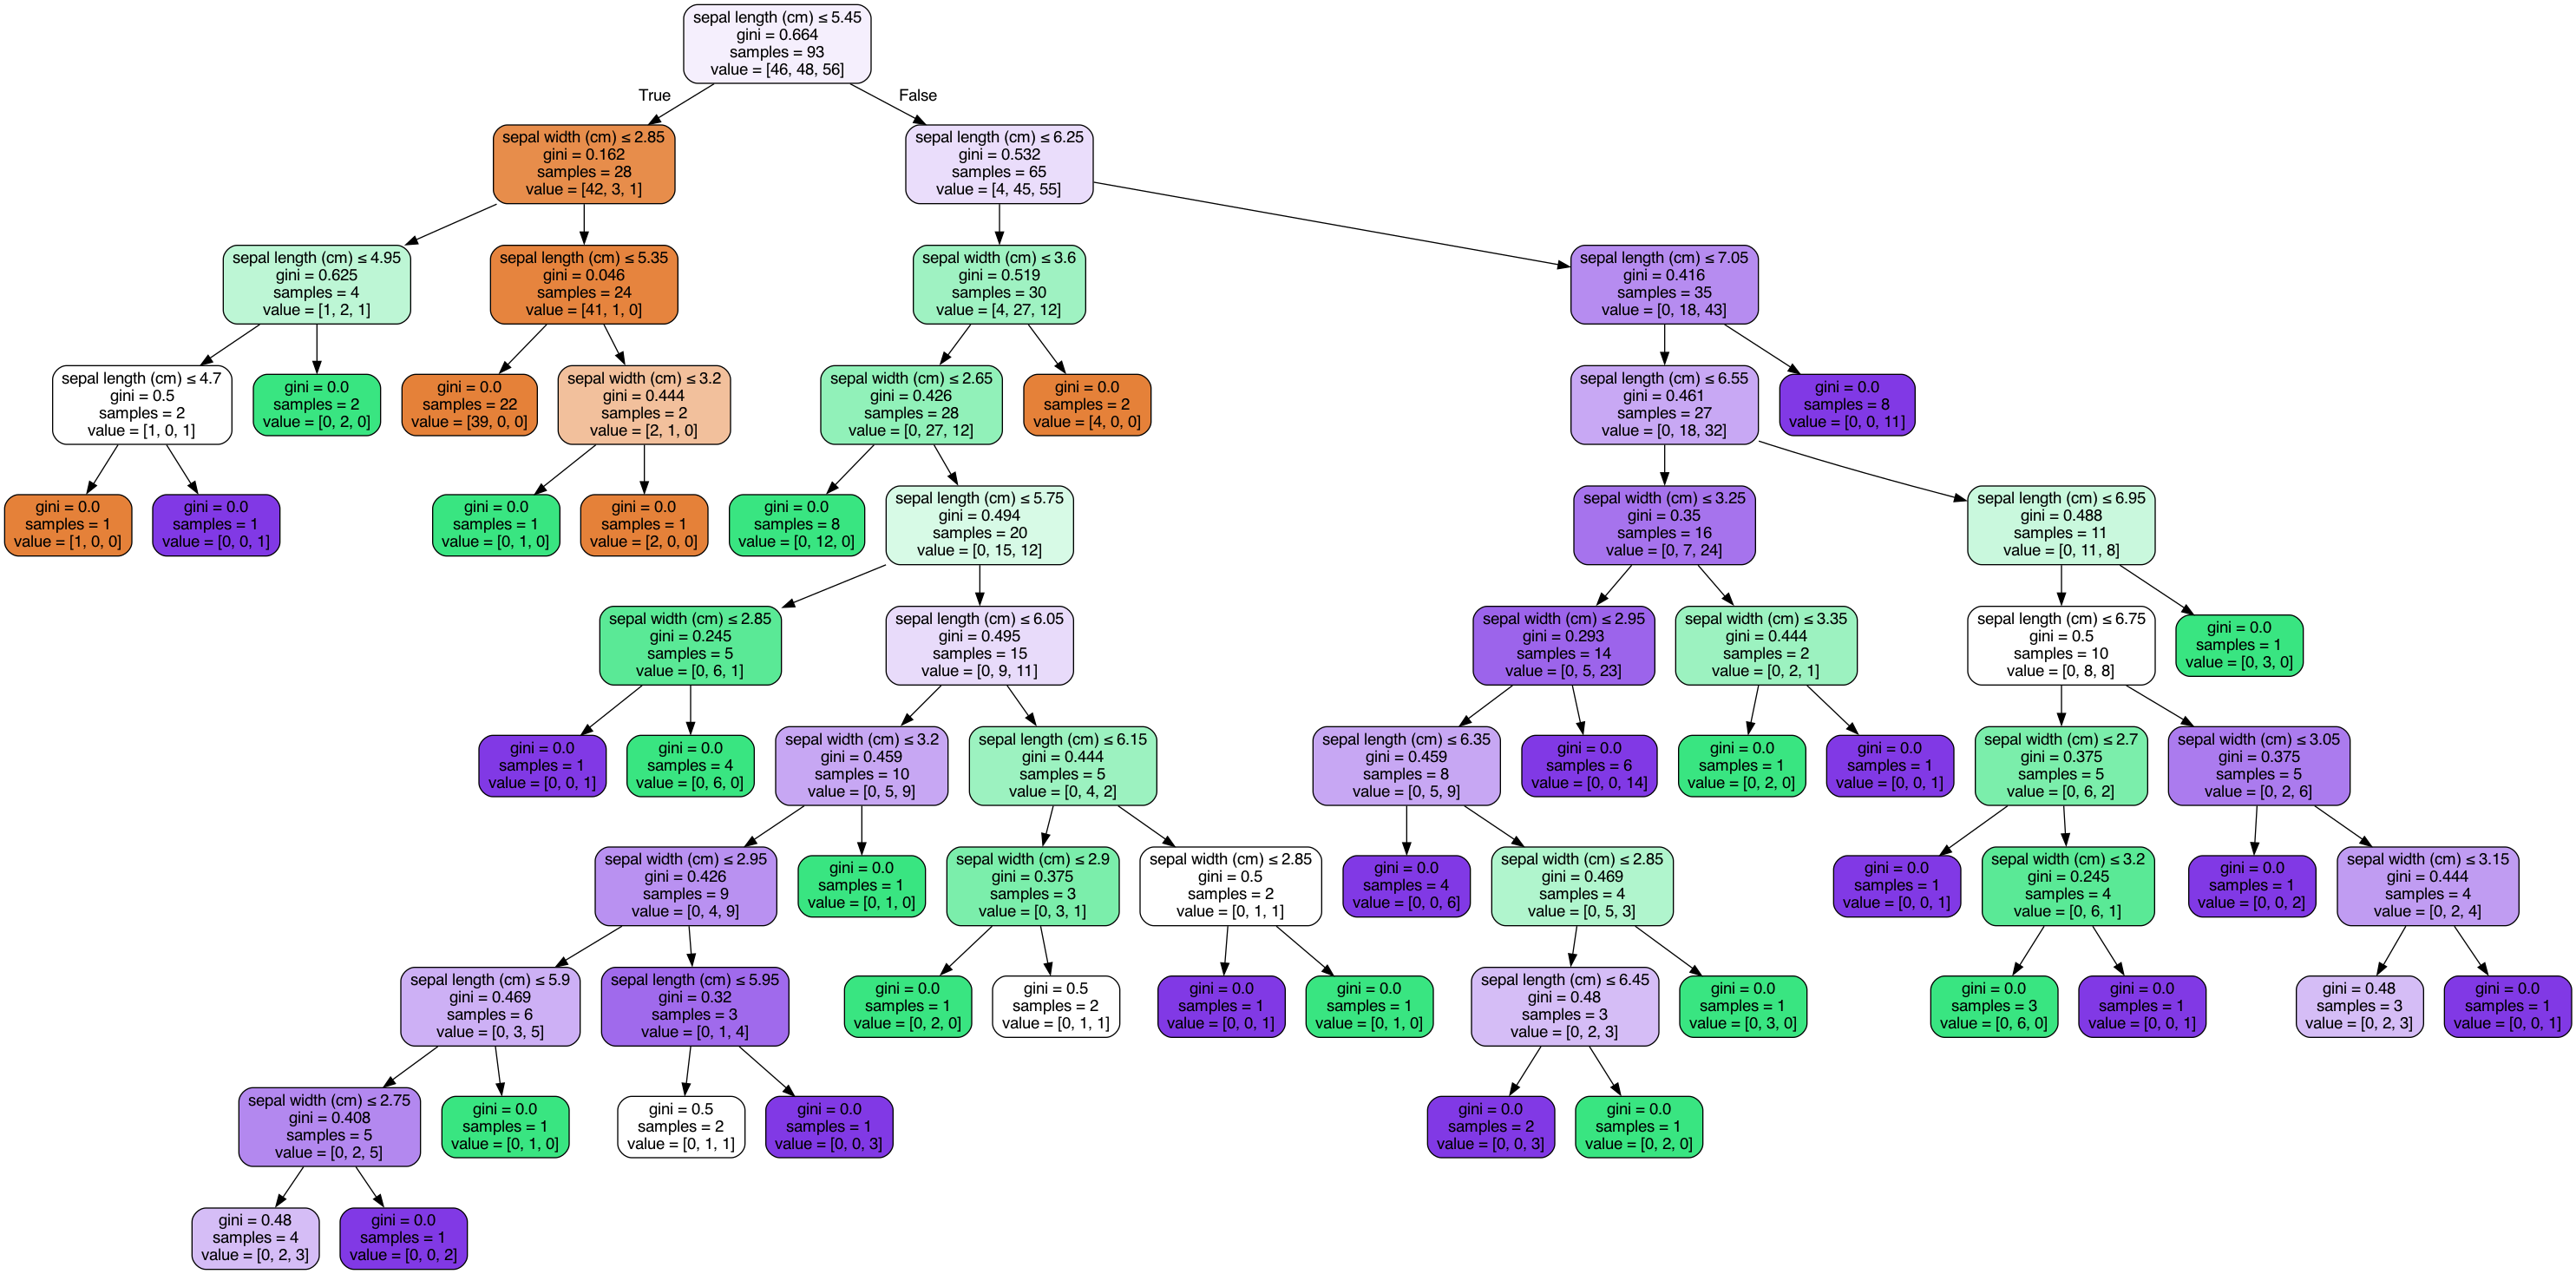 sepal length (cm) ≤ 5.45
gini = 0.664
samples = 93
value = [46, 48, 56]
True
False
sepal width (cm) ≤ 2.85
gini = 0.162
samples = 28
value = [42, 3, 1]
sepal length (cm) ≤ 6.25
gini = 0.532
samples = 65
value = [4, 45, 55]
sepal length (cm) ≤ 4.95
gini = 0.625
samples = 4
value = [1, 2, 1]
sepal length (cm) ≤ 5.35
gini = 0.046
samples = 24
value = [41, 1, 0]
sepal width (cm) ≤ 3.6
gini = 0.519
samples = 30
value = [4, 27, 12]
sepal length (cm) ≤ 7.05
gini = 0.416
samples = 35
value = [0, 18, 43]
sepal length (cm) ≤ 4.7
gini = 0.5
samples = 2
value = [1, 0, 1]
gini = 0.0
samples = 2
value = [0, 2, 0]
gini = 0.0
samples = 22
value = [39, 0, 0]
sepal width (cm) ≤ 3.2
gini = 0.444
samples = 2
value = [2, 1, 0]
sepal width (cm) ≤ 2.65
gini = 0.426
samples = 28
value = [0, 27, 12]
gini = 0.0
samples = 2
value = [4, 0, 0]
sepal length (cm) ≤ 6.55
gini = 0.461
samples = 27
value = [0, 18, 32]
gini = 0.0
samples = 8
value = [0, 0, 11]
gini = 0.0
samples = 1
value = [1, 0, 0]
gini = 0.0
samples = 1
value = [0, 0, 1]
gini = 0.0
samples = 1
value = [0, 1, 0]
gini = 0.0
samples = 1
value = [2, 0, 0]
gini = 0.0
samples = 8
value = [0, 12, 0]
sepal length (cm) ≤ 5.75
gini = 0.494
samples = 20
value = [0, 15, 12]
sepal width (cm) ≤ 3.25
gini = 0.35
samples = 16
value = [0, 7, 24]
sepal length (cm) ≤ 6.95
gini = 0.488
samples = 11
value = [0, 11, 8]
sepal width (cm) ≤ 2.85
gini = 0.245
samples = 5
value = [0, 6, 1]
sepal length (cm) ≤ 6.05
gini = 0.495
samples = 15
value = [0, 9, 11]
sepal width (cm) ≤ 2.95
gini = 0.293
samples = 14
value = [0, 5, 23]
sepal width (cm) ≤ 3.35
gini = 0.444
samples = 2
value = [0, 2, 1]
sepal length (cm) ≤ 6.75
gini = 0.5
samples = 10
value = [0, 8, 8]
gini = 0.0
samples = 1
value = [0, 3, 0]
gini = 0.0
samples = 1
value = [0, 0, 1]
gini = 0.0
samples = 4
value = [0, 6, 0]
sepal width (cm) ≤ 3.2
gini = 0.459
samples = 10
value = [0, 5, 9]
sepal length (cm) ≤ 6.15
gini = 0.444
samples = 5
value = [0, 4, 2]
sepal length (cm) ≤ 6.35
gini = 0.459
samples = 8
value = [0, 5, 9]
gini = 0.0
samples = 6
value = [0, 0, 14]
gini = 0.0
samples = 1
value = [0, 2, 0]
gini = 0.0
samples = 1
value = [0, 0, 1]
sepal width (cm) ≤ 2.7
gini = 0.375
samples = 5
value = [0, 6, 2]
sepal width (cm) ≤ 3.05
gini = 0.375
samples = 5
value = [0, 2, 6]
sepal width (cm) ≤ 2.95
gini = 0.426
samples = 9
value = [0, 4, 9]
gini = 0.0
samples = 1
value = [0, 1, 0]
sepal width (cm) ≤ 2.9
gini = 0.375
samples = 3
value = [0, 3, 1]
sepal width (cm) ≤ 2.85
gini = 0.5
samples = 2
value = [0, 1, 1]
gini = 0.0
samples = 4
value = [0, 0, 6]
sepal width (cm) ≤ 2.85
gini = 0.469
samples = 4
value = [0, 5, 3]
gini = 0.0
samples = 1
value = [0, 0, 1]
sepal width (cm) ≤ 3.2
gini = 0.245
samples = 4
value = [0, 6, 1]
gini = 0.0
samples = 1
value = [0, 0, 2]
sepal width (cm) ≤ 3.15
gini = 0.444
samples = 4
value = [0, 2, 4]
sepal length (cm) ≤ 5.9
gini = 0.469
samples = 6
value = [0, 3, 5]
sepal length (cm) ≤ 5.95
gini = 0.32
samples = 3
value = [0, 1, 4]
gini = 0.0
samples = 1
value = [0, 2, 0]
gini = 0.5
samples = 2
value = [0, 1, 1]
gini = 0.0
samples = 1
value = [0, 0, 1]
gini = 0.0
samples = 1
value = [0, 1, 0]
sepal length (cm) ≤ 6.45
gini = 0.48
samples = 3
value = [0, 2, 3]
gini = 0.0
samples = 1
value = [0, 3, 0]
gini = 0.0
samples = 3
value = [0, 6, 0]
gini = 0.0
samples = 1
value = [0, 0, 1]
gini = 0.48
samples = 3
value = [0, 2, 3]
gini = 0.0
samples = 1
value = [0, 0, 1]
sepal width (cm) ≤ 2.75
gini = 0.408
samples = 5
value = [0, 2, 5]
gini = 0.0
samples = 1
value = [0, 1, 0]
gini = 0.5
samples = 2
value = [0, 1, 1]
gini = 0.0
samples = 1
value = [0, 0, 3]
gini = 0.0
samples = 2
value = [0, 0, 3]
gini = 0.0
samples = 1
value = [0, 2, 0]
gini = 0.48
samples = 4
value = [0, 2, 3]
gini = 0.0
samples = 1
value = [0, 0, 2]